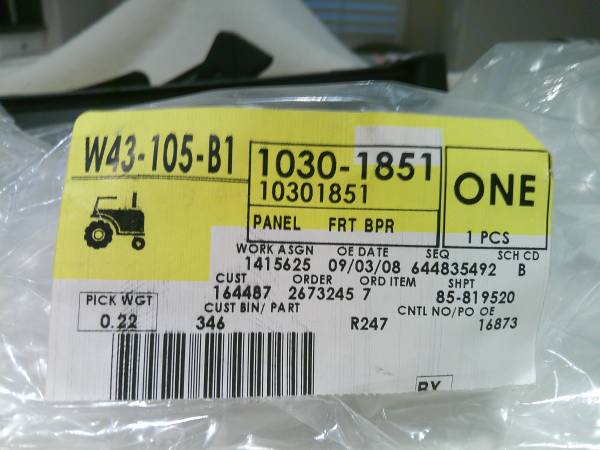 W43-105-B1
1030-1851
10301851
PANEL FRT BPR
ONE
1 PCS
WORK ASGN OE DATE SEQ SCH CD
1415625 09/03/08 644835492 B
CUST ORDER ORD ITEM SHPT
164487 2673245 7 85-819520
PICK WGT
0.22
CUST BIN/ PART CNTL NO/PO OE
346 R247 16873